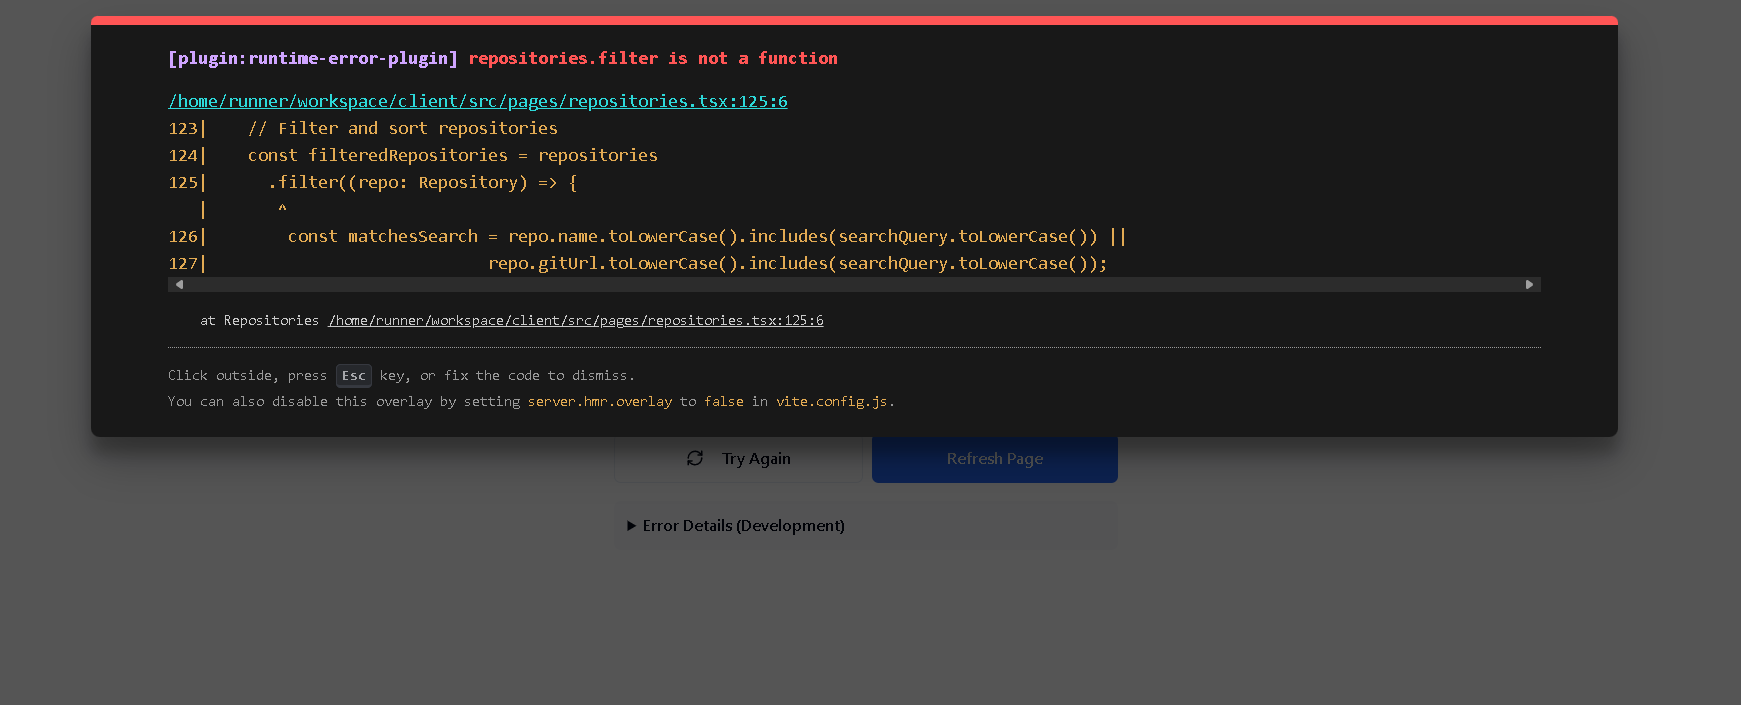 [plugin:runtime-error-plugin] repositories.filter is not a function
/home/runner/workspace/client/src/pages/repositories.tsx:125:6
123|    // Filter and sort repositories
124|    const filteredRepositories = repositories
125|      .filter((repo: Repository) => {
   |       ^
126|        const matchesSearch = repo.name.toLowerCase().includes(searchQuery.toLowerCase()) ||
127|                            repo.gitUrl.toLowerCase().includes(searchQuery.toLowerCase());
at Repositories /home/runner/workspace/client/src/pages/repositories.tsx:125:6
Click outside, press Esc key, or fix the code to dismiss.
You can also disable this overlay by setting server.hmr.overlay to false in vite.config.js.
Try Again
Refresh Page
Error Details (Development)